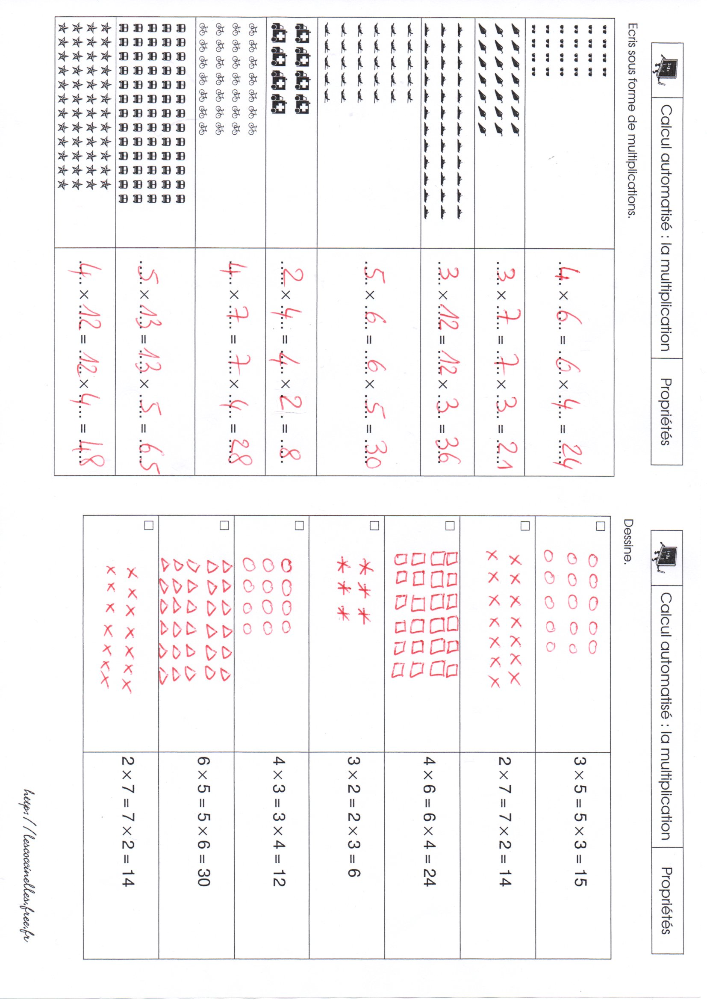 Calcul automatisé : la multiplication Propriétés
Ecris sous forme de multiplications.
4 × 6 = 6 × 4 = 24
3 × 7 = 7 × 3 = 21
3 × 12 = 12 × 3 = 36
5 × 6 = 6 × 5 = 30
2 × 4 = 4 × 2 = 8
4 × 7 = 7 × 4 = 28
5 × 13 = 13 × 5 = 65
4 × 12 = 12 × 4 = 48
Calcul automatisé : la multiplication Propriétés
Dessine.
3 × 5 = 5 × 3 = 15
2 × 7 = 7 × 2 = 14
4 × 6 = 6 × 4 = 24
3 × 2 = 2 × 3 = 6
4 × 3 = 3 × 4 = 12
6 × 5 = 5 × 6 = 30
2 × 7 = 7 × 2 = 14
http://lescoccinelles.free.fr